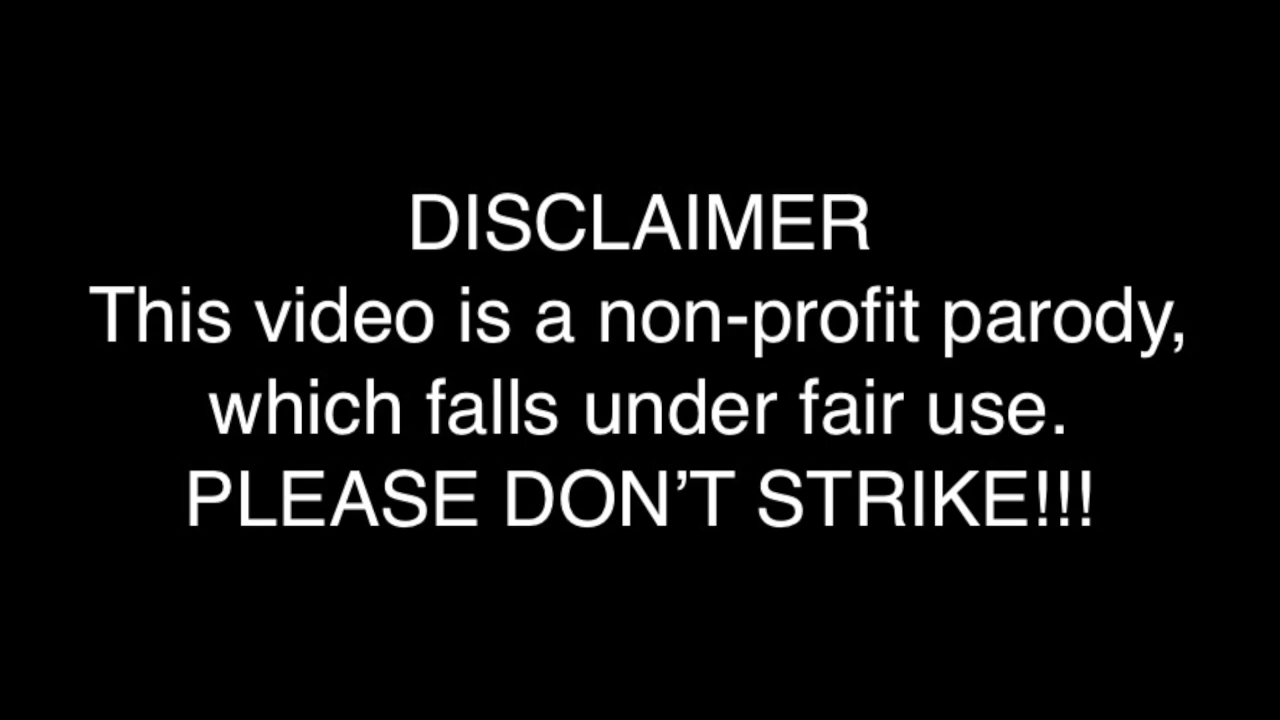 DISCLAIMER
This video is a non-profit parody,
which falls under fair use.
PLEASE DON’T STRIKE!!!